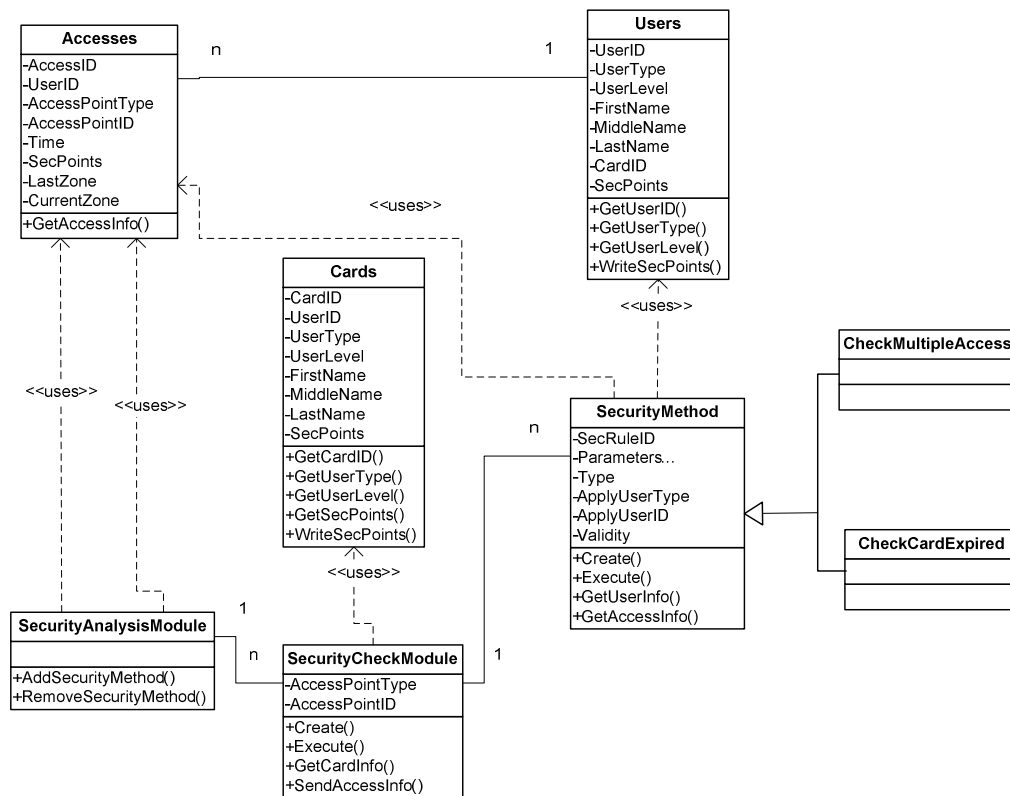 Accesses
-AccessID
-UserID
-AccessPointType
-AccessPointID
-Time
-SecPoints
-LastZone
-CurrentZone
+GetAccessInfo()
n
1
Users
-UserID
-UserType
-UserLevel
-FirstName
-MiddleName
-LastName
-CardID
-SecPoints
+GetUserID()
+GetUserType()
+GetUserLevel()
+WriteSecPoints()
<<uses>>
<<uses>>
Cards
-CardID
-UserID
-UserType
-UserLevel
-FirstName
-MiddleName
-LastName
-SecPoints
+GetCardID()
+GetUserType()
+GetUserLevel()
+GetSecPoints()
+WriteSecPoints()
<<uses>>
<<uses>>
<<uses>>
CheckMultipleAccess
n
SecurityMethod
-SecRuleID
-Parameters...
-Type
-ApplyUserType
-ApplyUserID
-Validity
+Create()
+Execute()
+GetUserInfo()
+GetAccessInfo()
CheckCardExpired
SecurityAnalysisModule
+AddSecurityMethod()
+RemoveSecurityMethod()
1
n
SecurityCheckModule
-AccessPointType
-AccessPointID
+Create()
+Execute()
+GetCardInfo()
+SendAccessInfo()
1